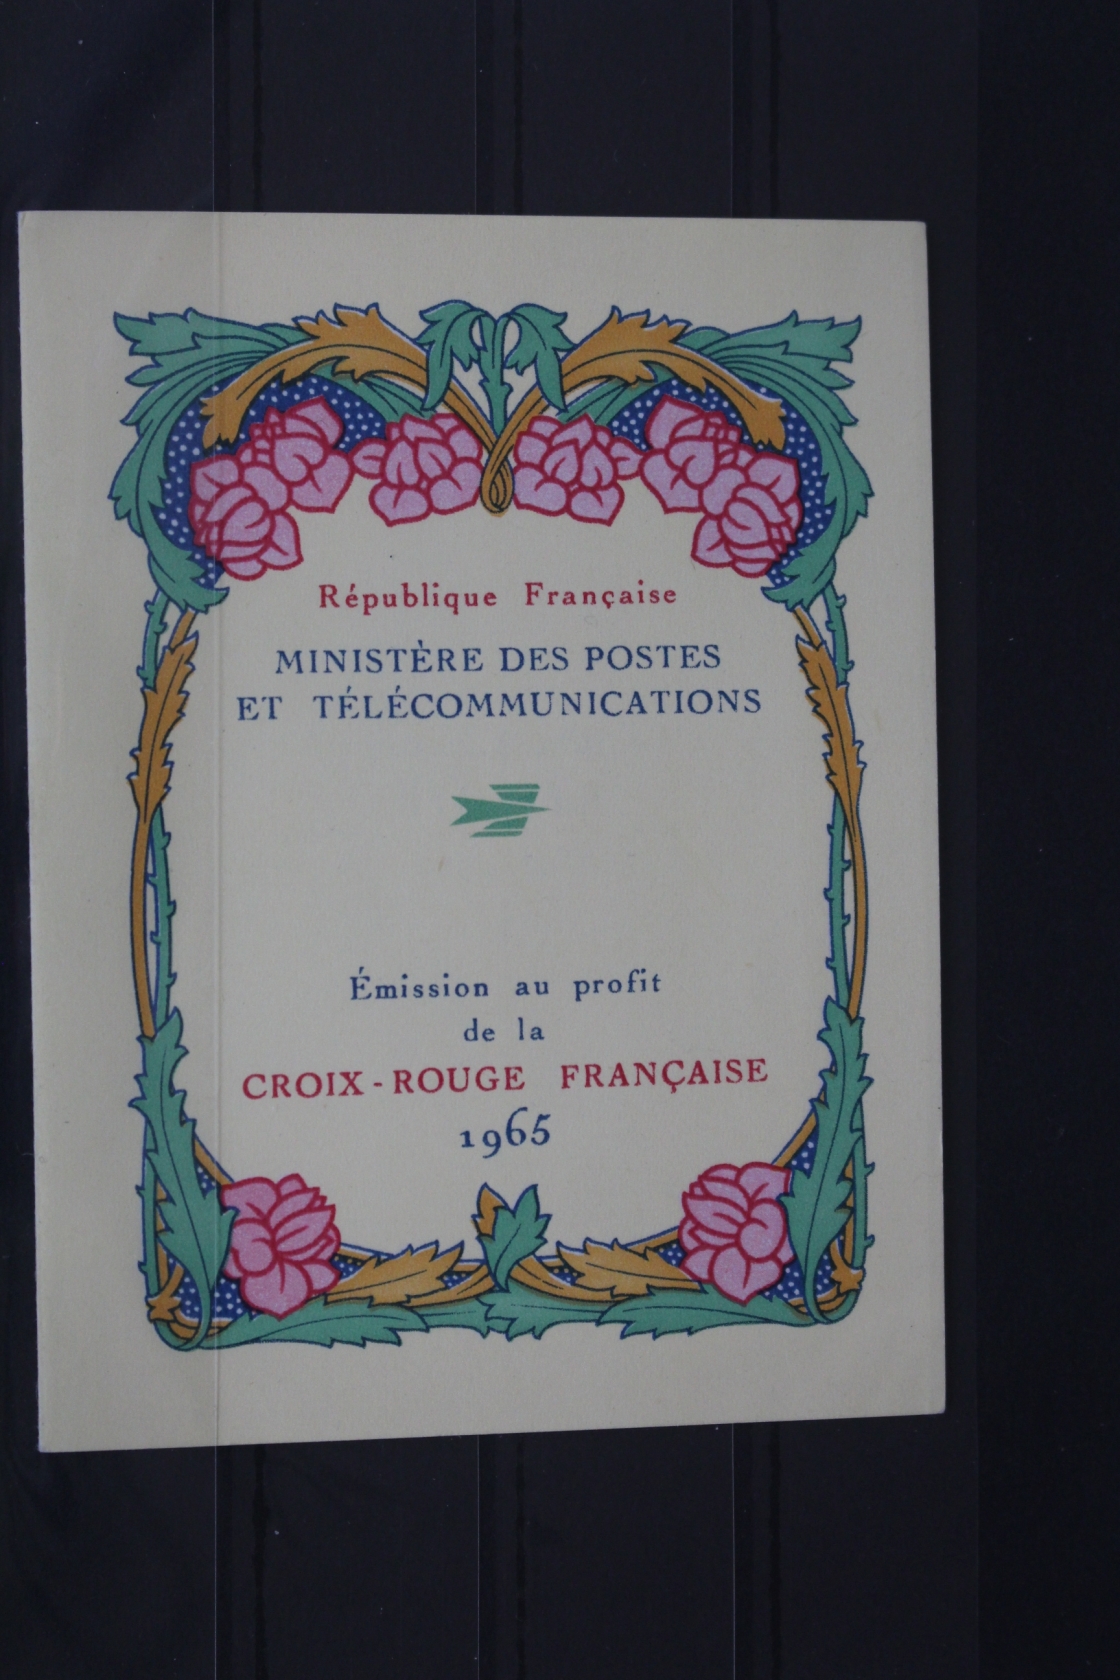 République Française
MINISTÈRE DES POSTES
ET TÉLÉCOMMUNICATIONS
Émission au profit
de la
CROIX-ROUGE FRANÇAISE
1965